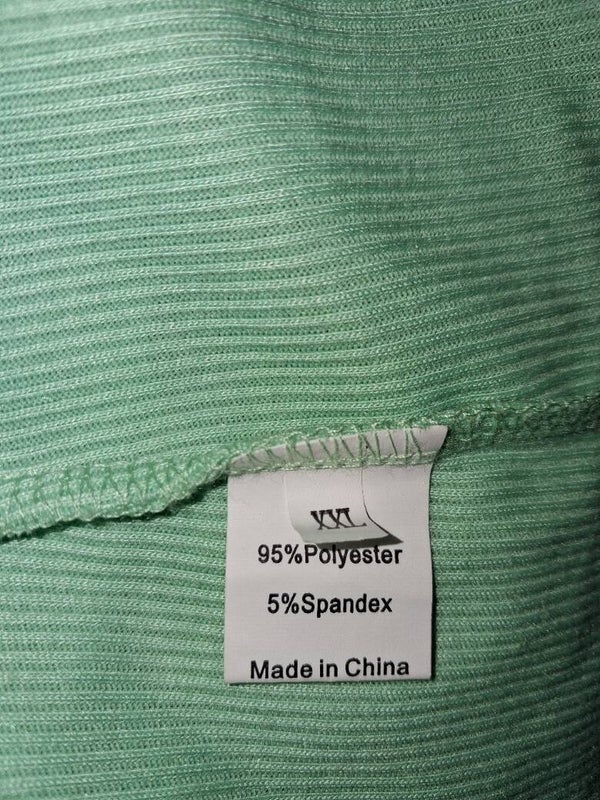 XXL
95%Polyester
5%Spandex
Made in China